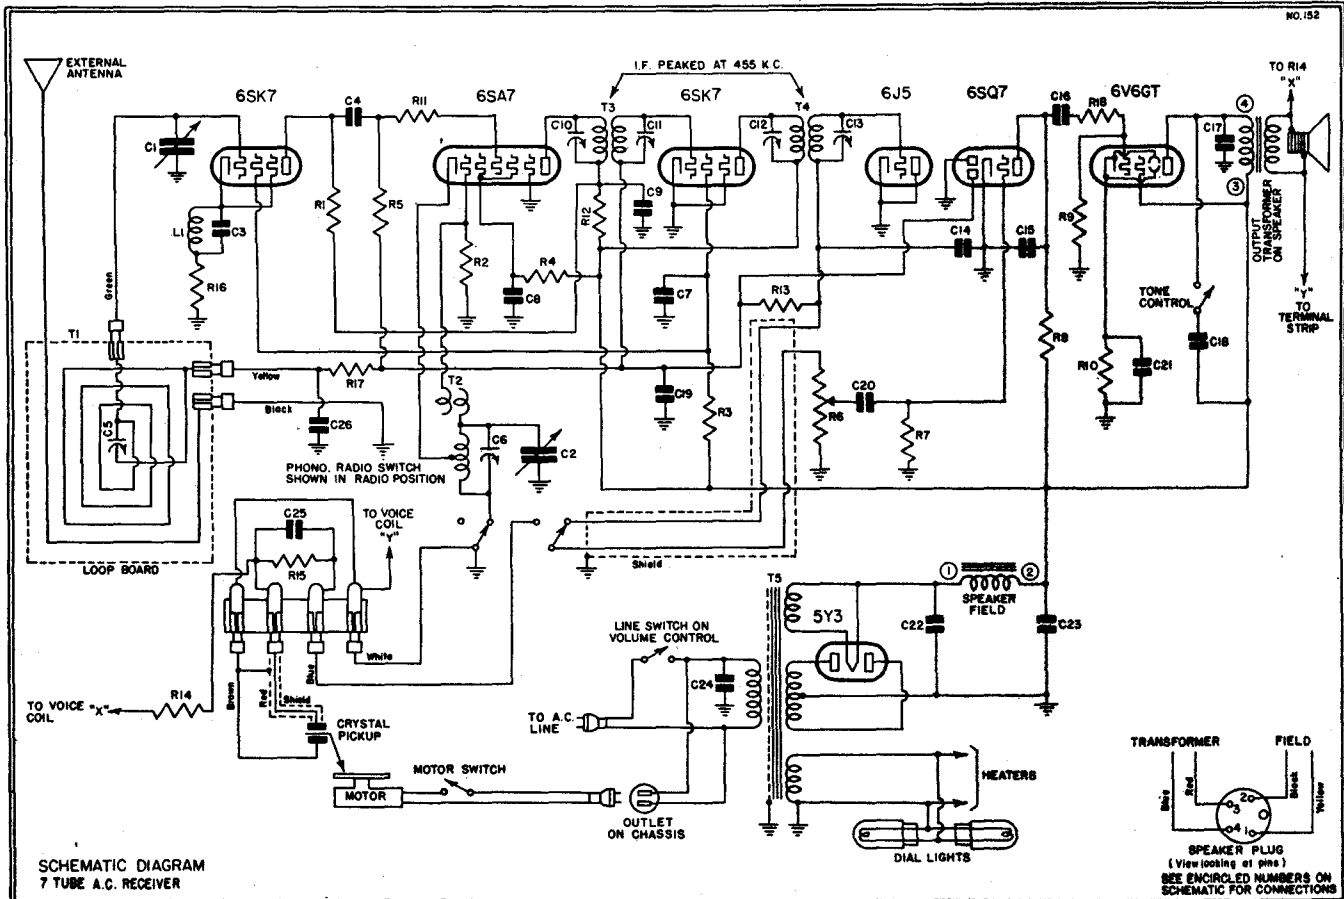 NO. 152
EXTERNAL
ANTENNA
I.F. PEAKED AT 455 K.C.
TO R14
"X"
6SK7
C4
R11
6SA7
T3
6SK7
T4
6J5
6SQ7
C16
R18
6V6GT
4
C1
C10
C11
C12
C13
C17
3
OUTPUT
TRANSFORMER
ON SPEAKER
L1
C3
R1
R5
R12
C9
R9
R16
R2
R4
C8
C7
C14
C15
R13
TONE
CONTROL
"Y"
TO
TERMINAL
STRIP
Green
T1
R8
C18
Yellow
R17
T2
C19
R3
R6
C20
R10
C21
Black
C26
R7
C5
C6
C2
PHONO. RADIO SWITCH
SHOWN IN RADIO POSITION
C25
TO VOICE
COIL
"Y"
R15
Shield
LOOP BOARD
T5
1
2
SPEAKER
FIELD
5Y3
C22
C23
LINE SWITCH ON
VOLUME CONTROL
White
Blue
C24
Brown
Red
Shield
R14
TO VOICE "X"
COIL
CRYSTAL
PICKUP
TO A.C.
LINE
MOTOR SWITCH
MOTOR
OUTLET
ON CHASSIS
HEATERS
DIAL LIGHTS
TRANSFORMER
FIELD
Blue
Red
Black
Yellow
2
3
4
1
SPEAKER PLUG
(View looking at pins)
SEE ENCIRCLED NUMBERS ON
SCHEMATIC FOR CONNECTIONS
SCHEMATIC DIAGRAM
7 TUBE A.C. RECEIVER